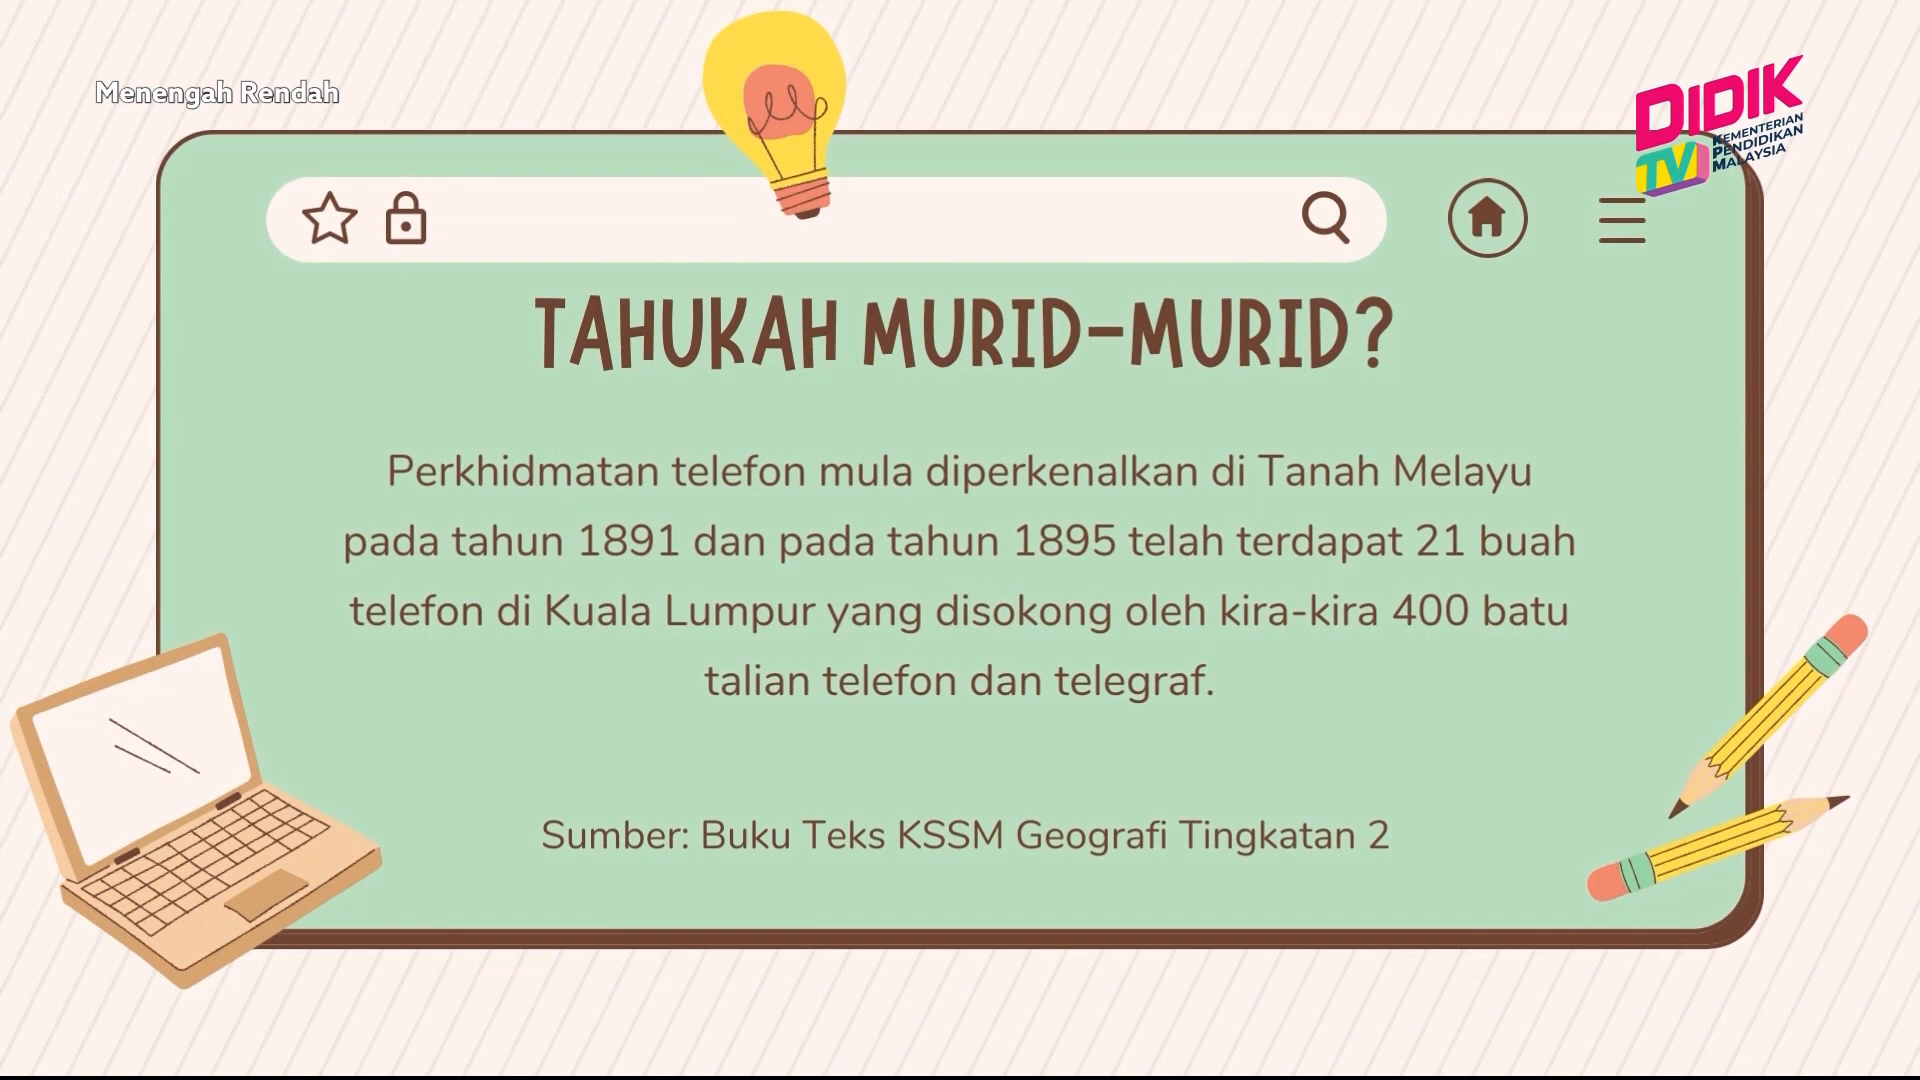 Menengah Rendah
DIDIK
TV
KEMENTERIAN
PENDIDIKAN
MALAYSIA
TAHUKAH MURID-MURID?
Perkhidmatan telefon mula diperkenalkan di Tanah Melayu
pada tahun 1891 dan pada tahun 1895 telah terdapat 21 buah
telefon di Kuala Lumpur yang disokong oleh kira-kira 400 batu
talian telefon dan telegraf.
Sumber: Buku Teks KSSM Geografi Tingkatan 2